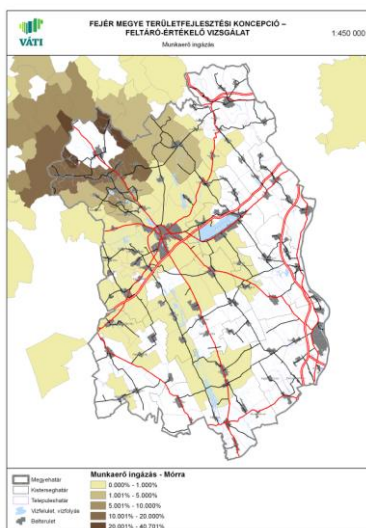 VÁTI
FEJÉR MEGYE TERÜLETFEJLESZTÉSI KONCEPCIÓ –
FELTÁRÓ-ÉRTÉKELŐ VIZSGÁLAT
Munkaerő ingázás
1:450 000
Megyehatár
Kistérséghatár
Településhatár
Vízfelület, vízfolyás
Belterület
Munkaerő ingázás - Mórra
0.000% - 1.000%
1.001% - 5.000%
5.001% - 10.000%
10.001% - 20.000%
20.001% - 40.701%